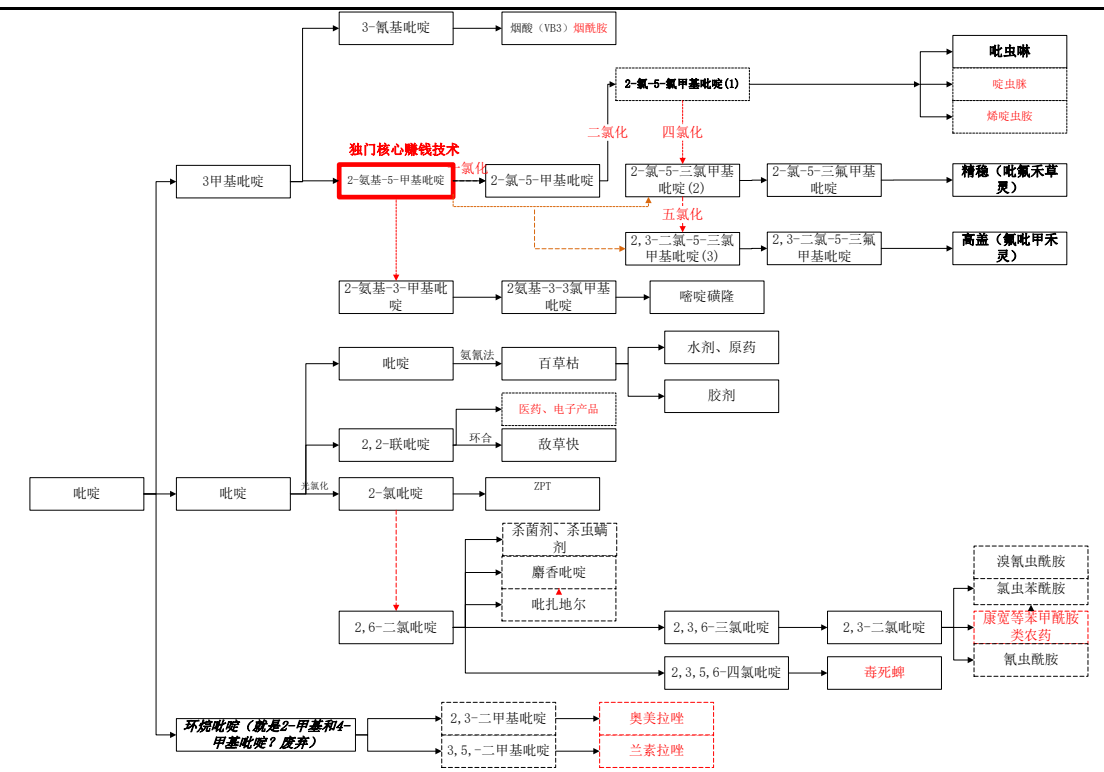 3-氰基吡啶
烟酸（VB3）烟酰胺
吡虫啉
2-氯-5-氯甲基吡啶(1)
啶虫脒
烯啶虫胺
二氯化
四氯化
独门核心赚钱技术
一氯化
3甲基吡啶
2-氨基-5-甲基吡啶
2-氯-5-甲基吡啶
2-氯-5-三氯甲基
吡啶(2)
2-氯-5-三氟甲基
吡啶
精稳（吡氟禾草
灵）
五氯化
2,3-二氯-5-三氯
甲基吡啶(3)
2,3-二氯-5-三氟
甲基吡啶
高盖（氟吡甲禾
灵）
2-氨基-3-甲基吡
啶
2氨基-3-3氯甲基
吡啶
嘧啶磺隆
吡啶
氨氰法
百草枯
水剂、原药
胶剂
医药、电子产品
2,2-联吡啶
环合
敌草快
吡啶
吡啶
光氯化
2-氯吡啶
ZPT
杀菌剂、杀虫螨
剂
麝香吡啶
吡扎地尔
溴氰虫酰胺
氯虫苯酰胺
2,6-二氯吡啶
2,3,6-三氯吡啶
2,3-二氯吡啶
康宽等苯甲酰胺
类农药
氰虫酰胺
2,3,5,6-四氯吡啶
毒死蜱
环烷吡啶（就是2-甲基和4-
甲基吡啶？废弃）
2,3-二甲基吡啶
奥美拉唑
3,5,-二甲基吡啶
兰素拉唑